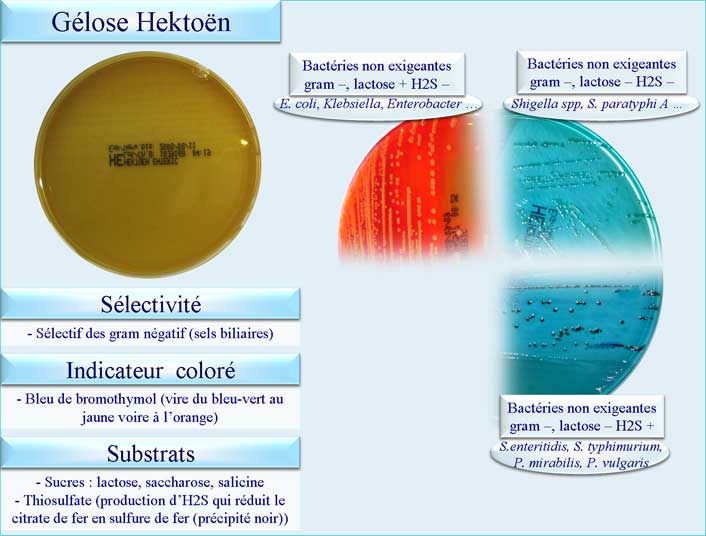 Gélose Hektoën
Bactéries non exigeantes
gram –, lactose + H2S –
E. coli, Klebsiella, Enterobacter …
Bactéries non exigeantes
gram –, lactose – H2S –
Shigella spp, S. paratyphi A …
HEKTOEN ENTERIC
Sélectivité
- Sélectif des gram négatif (sels biliaires)
Indicateur coloré
- Bleu de bromothymol (vire du bleu-vert au
jaune voire à l’orange)
Substrats
- Sucres : lactose, saccharose, salicine
- Thiosulfate (production d’H2S qui réduit le
citrate de fer en sulfure de fer (précipité noir))
Bactéries non exigeantes
gram –, lactose – H2S +
S.enteritidis, S. typhimurium,
P. mirabilis, P. vulgaris